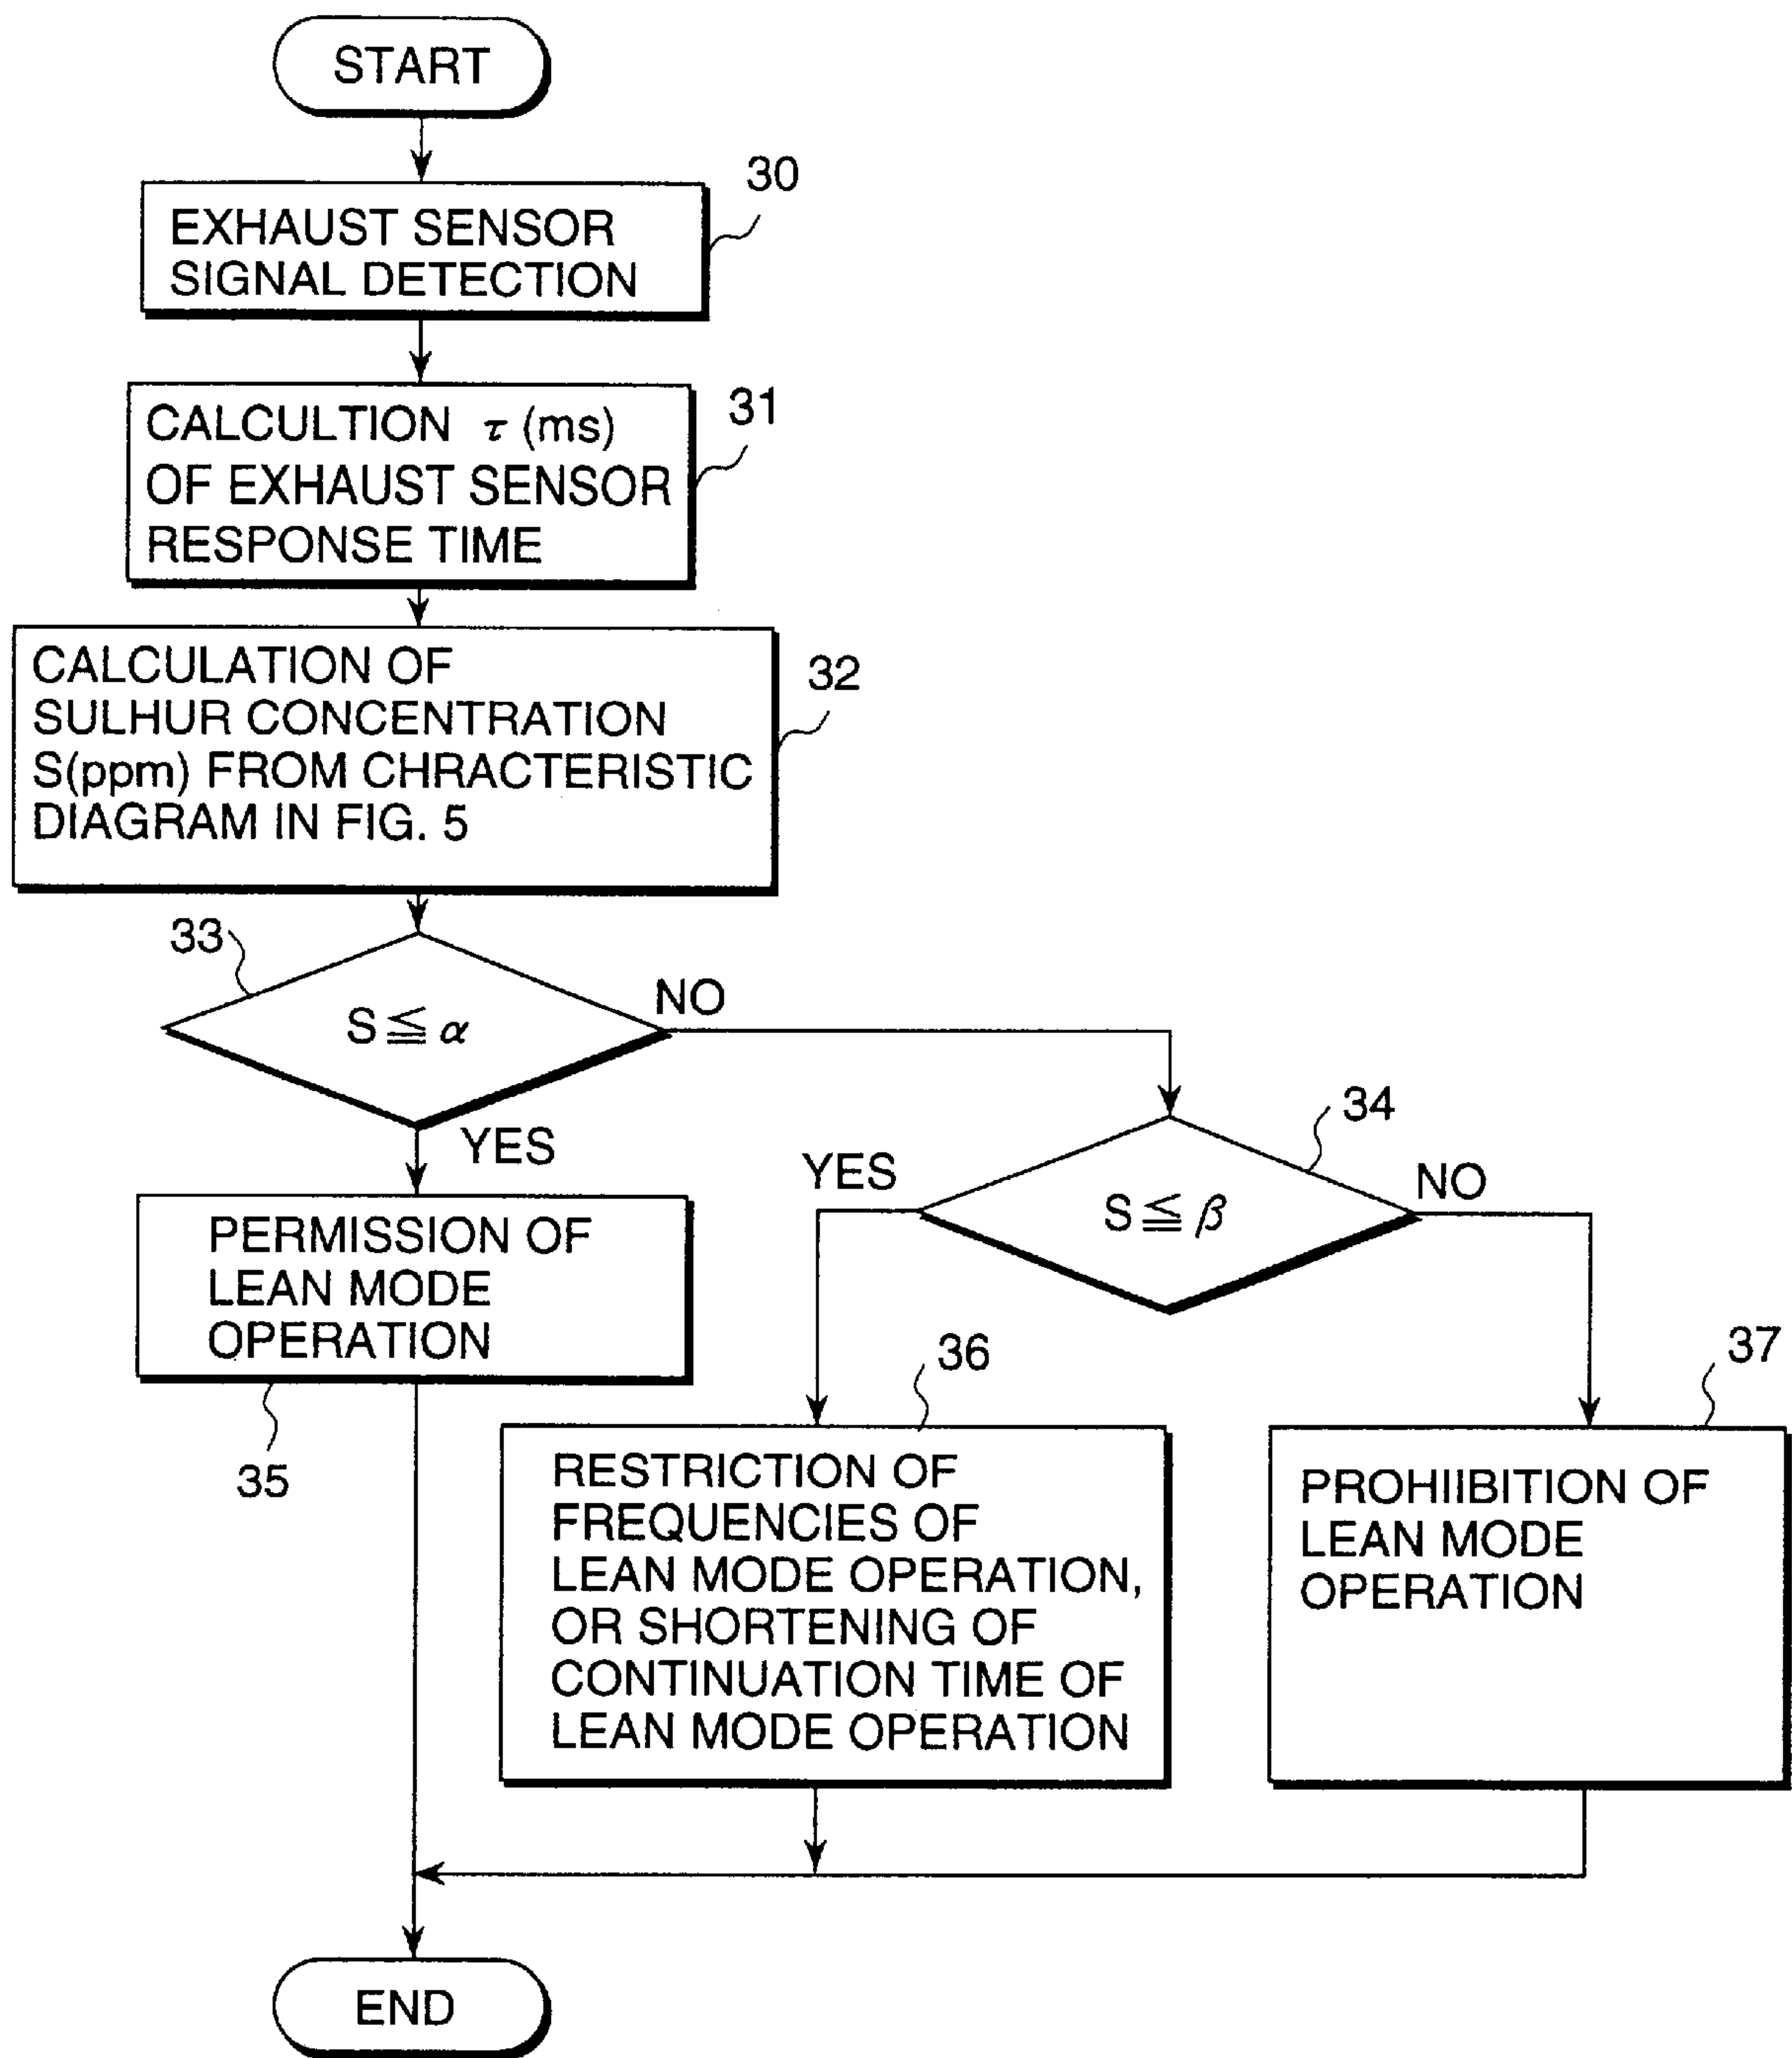 START
30
EXHAUST SENSOR
SIGNAL DETECTION
31
CALCULTION τ (ms)
OF EXHAUST SENSOR
RESPONSE TIME
32
CALCULATION OF
SULHUR CONCENTRATION
S(ppm) FROM CHRACTERISTIC
DIAGRAM IN FIG. 5
33
S ≦ α
NO
YES
34
S ≦ β
YES
NO
PERMISSION OF
LEAN MODE
OPERATION
35
36
RESTRICTION OF
FREQUENCIES OF
LEAN MODE OPERATION,
OR SHORTENING OF
CONTINUATION TIME OF
LEAN MODE OPERATION
37
PROHIIBITION OF
LEAN MODE
OPERATION
END